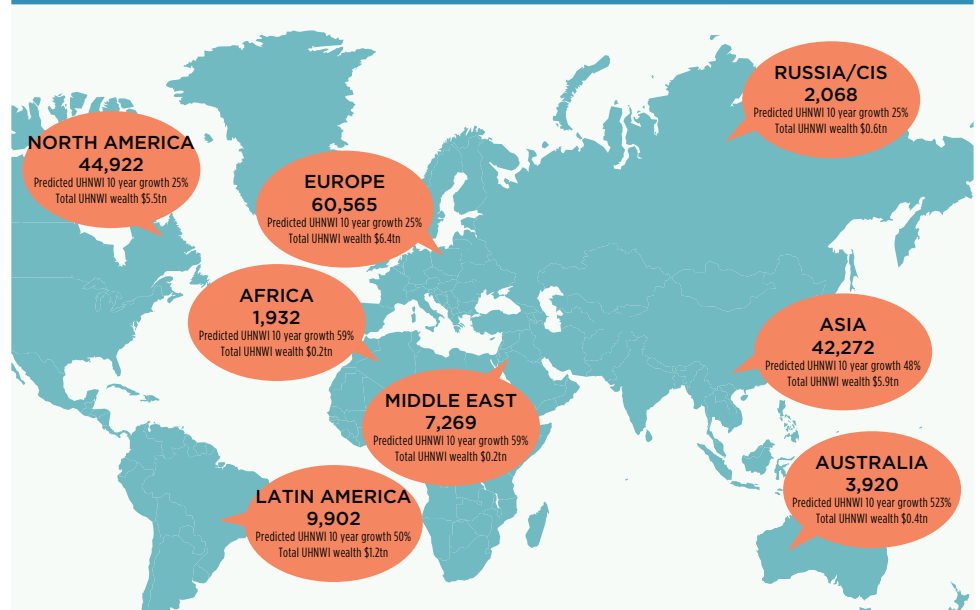 RUSSIA/CIS
2,068
Predicted UHNWI 10 year growth 25%
Total UHNWI wealth $0.6tn
NORTH AMERICA
44,922
Predicted UHNWI 10 year growth 25%
Total UHNWI wealth $5.5tn
EUROPE
60,565
Predicted UHNWI 10 year growth 25%
Total UHNWI wealth $6.4tn
AFRICA
1,932
Predicted UHNWI 10 year growth 59%
Total UHNWI wealth $0.2tn
ASIA
42,272
Predicted UHNWI 10 year growth 48%
Total UHNWI wealth $5.9tn
MIDDLE EAST
7,269
Predicted UHNWI 10 year growth 59%
Total UHNWI wealth $0.2tn
AUSTRALIA
3,920
Predicted UHNWI 10 year growth 523%
Total UHNWI wealth $0.4tn
LATIN AMERICA
9,902
Predicted UHNWI 10 year growth 50%
Total UHNWI wealth $1.2tn